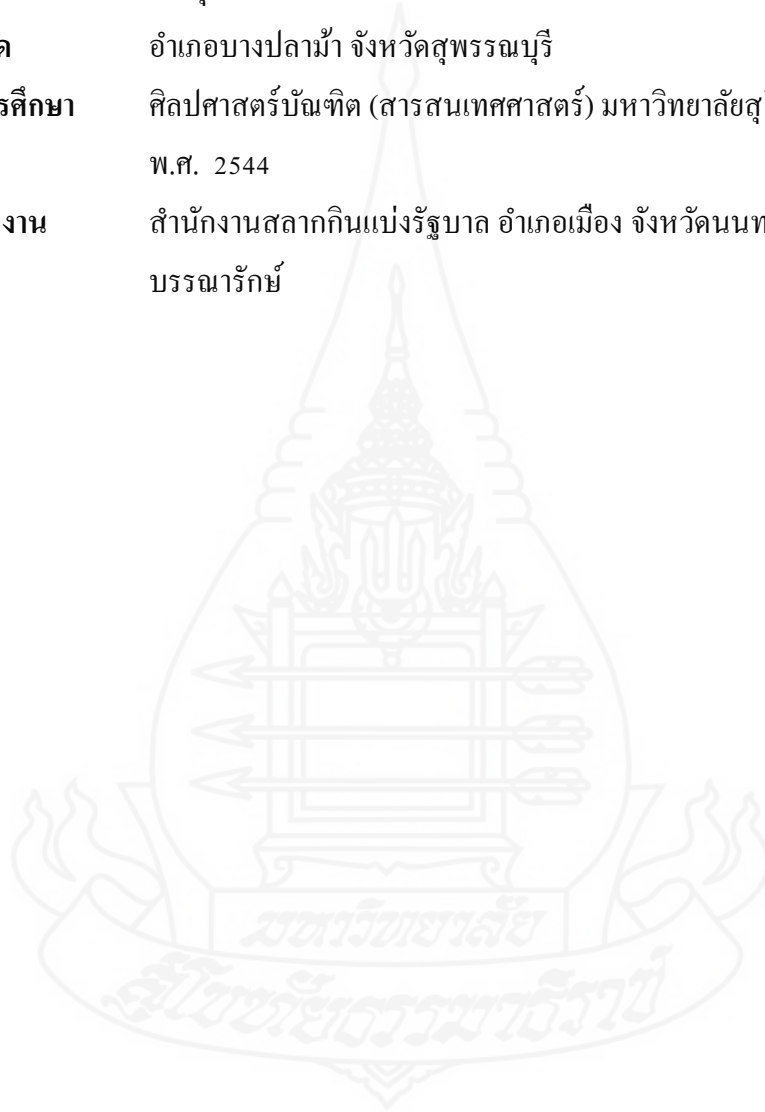 ด อำเภอบางปลาม้า จังหวัดสุพรรณบุรี
รศึกษา ศิลปศาสตร์บัณฑิต (สารสนเทศศาสตร์) มหาวิทยาลัยสุ
พ.ศ. 2544
งาน สำนักงานสลากกินแบ่งรัฐบาล อำเภอเมือง จังหวัดนนท
บรรณารักษ์
มหาวิทยาลัย
สุโขทัยธรรมาธิราช